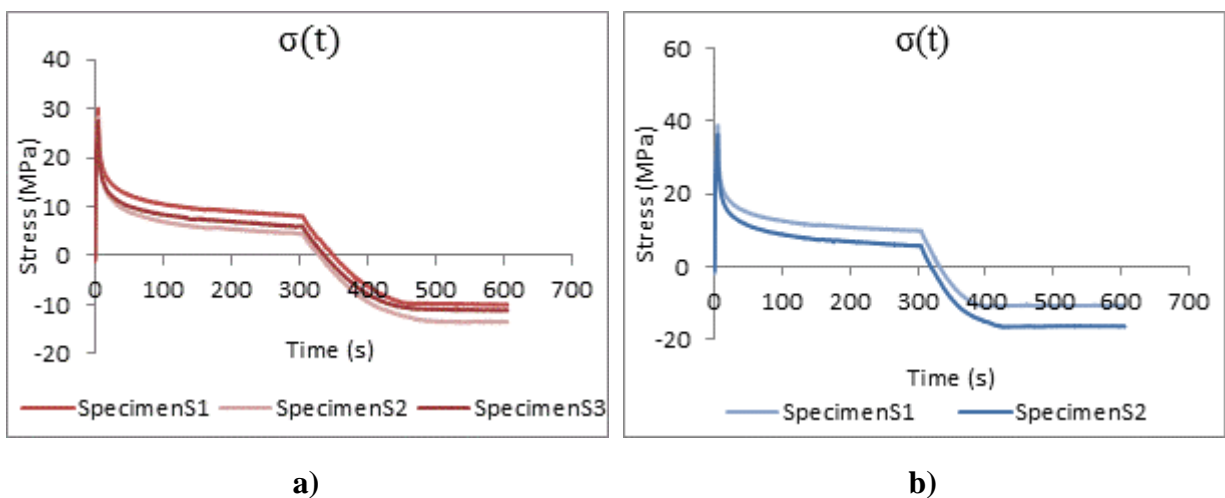 σ(t)
40
30
20
10
0
-10
-20
0 100 200 300 400 500 600 700
Stress (MPa)
Time (s)
SpecimenS1 SpecimenS2 SpecimenS3
a)
σ(t)
60
40
20
0
-20
0 100 200 300 400 500 600 700
Stress (MPa)
Time (s)
SpecimenS1 SpecimenS2
b)